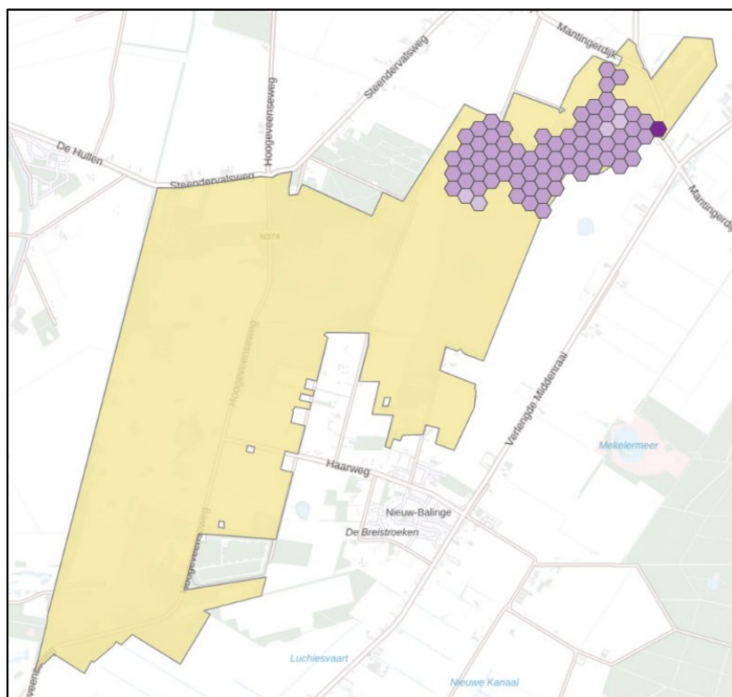 Mantingerdijk
Steendervalsweg
Hoogeveenseweg
De Hullen
Steendervalsweg
Mantingerdijk
N374
Hoogeveenseweg
Verlengde Middenraai
Mekelermeer
Haarweg
Nieuw-Balinge
De Breistroeken
Luchiesvaart
Nieuwe Kanaal